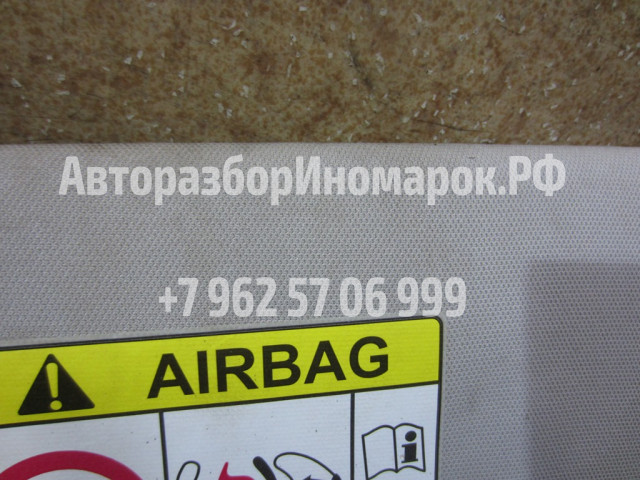 АвторазборИномарок.РФ
+7 962 57 06 999
AIRBAG
i